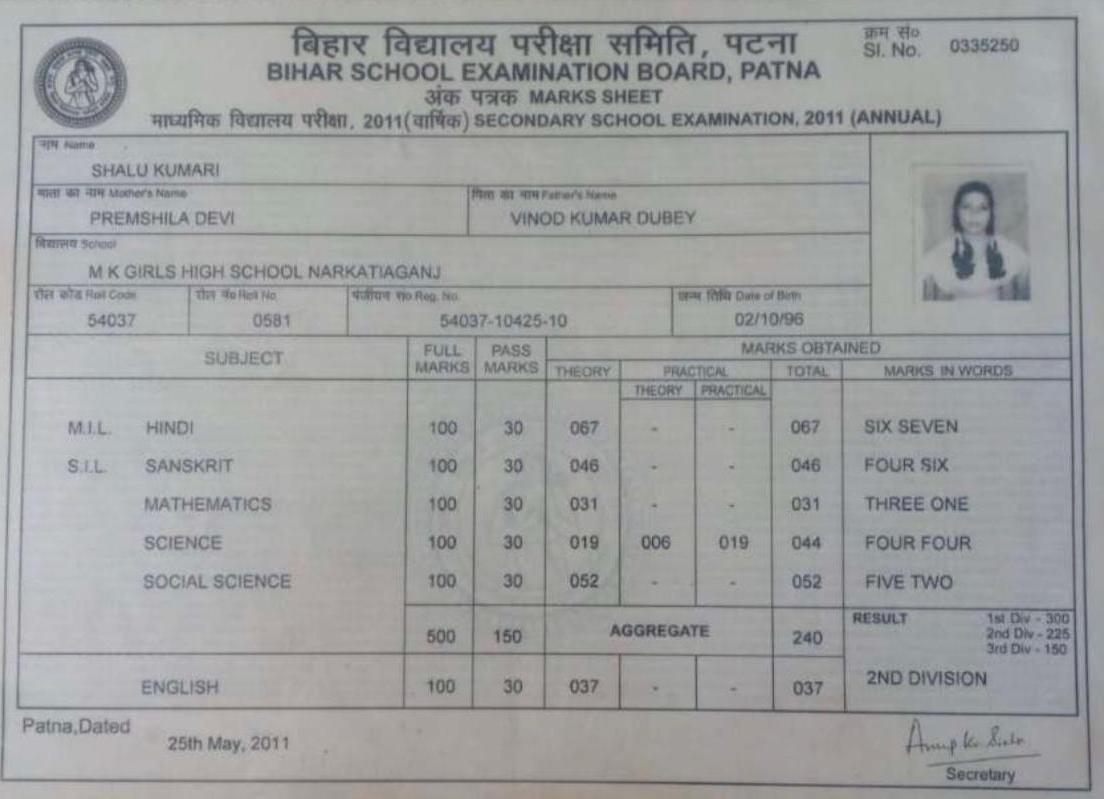 बिहार विद्यालय परीक्षा समिति, पटना
क्रम सं०
Sl. No. 0335250
BIHAR SCHOOL EXAMINATION BOARD, PATNA
अंक पत्रक MARKS SHEET
माध्यमिक विद्यालय परीक्षा, 2011(वार्षिक) SECONDARY SCHOOL EXAMINATION, 2011 (ANNUAL)
नाम Name
SHALU KUMARI
माता का नाम Mother's Name पिता का नाम Father's Name
PREMSHILA DEVI VINOD KUMAR DUBEY
विद्यालय School
M K GIRLS HIGH SCHOOL NARKATIAGANJ
रोल कोड Roll Code रोल नं० Roll No. पंजीयन सं० Reg. No. जन्म तिथि Date of Birth
54037 0581 54037-10425-10 02/10/96
SUBJECT FULL MARKS PASS MARKS MARKS OBTAINED
THEORY PRACTICAL TOTAL MARKS IN WORDS
THEORY PRACTICAL
M.I.L. HINDI 100 30 067 - - 067 SIX SEVEN
S.I.L. SANSKRIT 100 30 046 - - 046 FOUR SIX
MATHEMATICS 100 30 031 - - 031 THREE ONE
SCIENCE 100 30 019 006 019 044 FOUR FOUR
SOCIAL SCIENCE 100 30 052 - - 052 FIVE TWO
500 150 AGGREGATE 240 RESULT 1st Div - 300
2nd Div - 225
3rd Div - 150
ENGLISH 100 30 037 - - 037 2ND DIVISION
Patna,Dated
25th May, 2011
Secretary